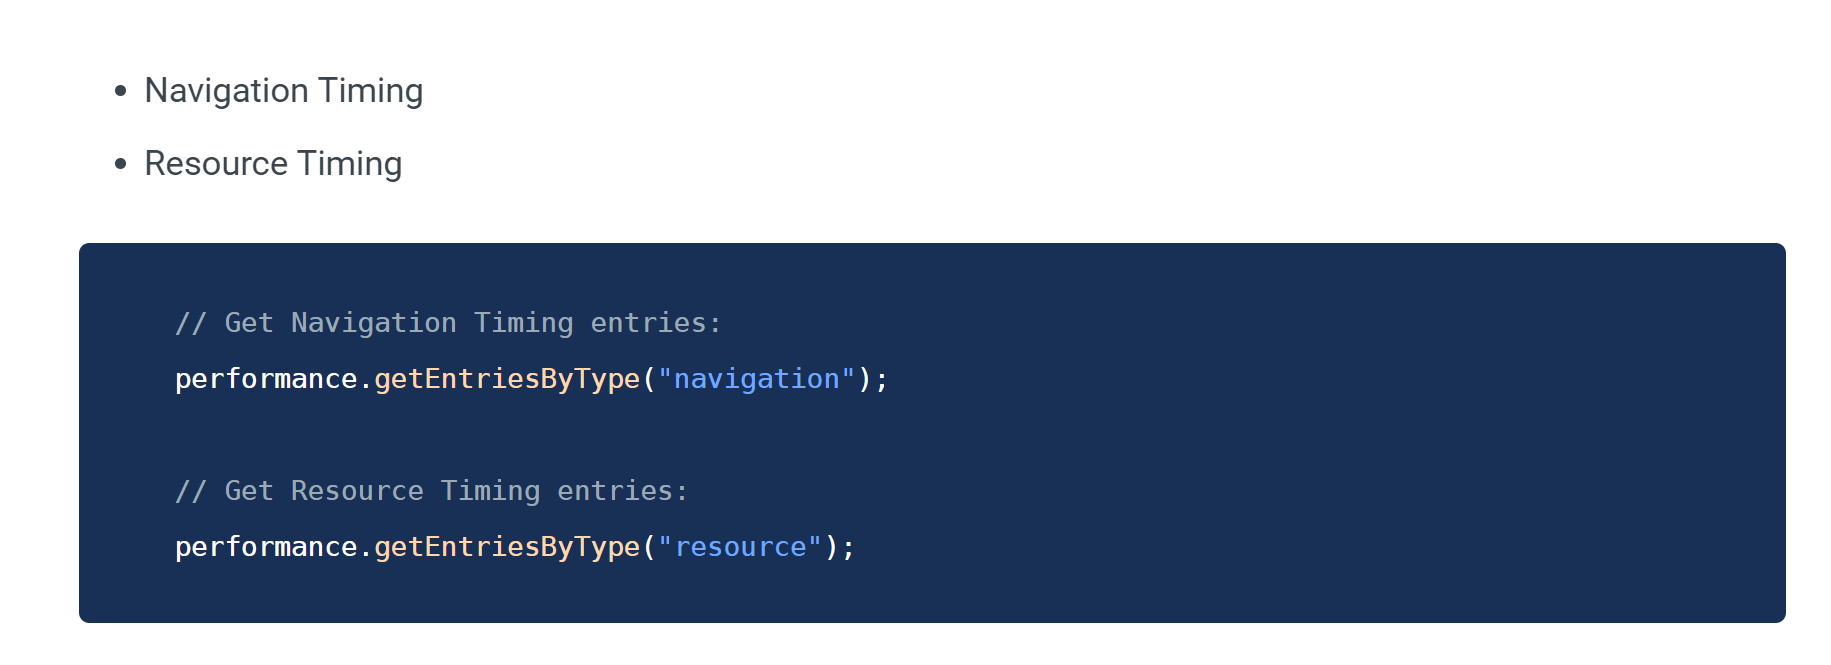 Navigation Timing
Resource Timing
// Get Navigation Timing entries:
performance.getEntriesByType("navigation");
// Get Resource Timing entries:
performance.getEntriesByType("resource");